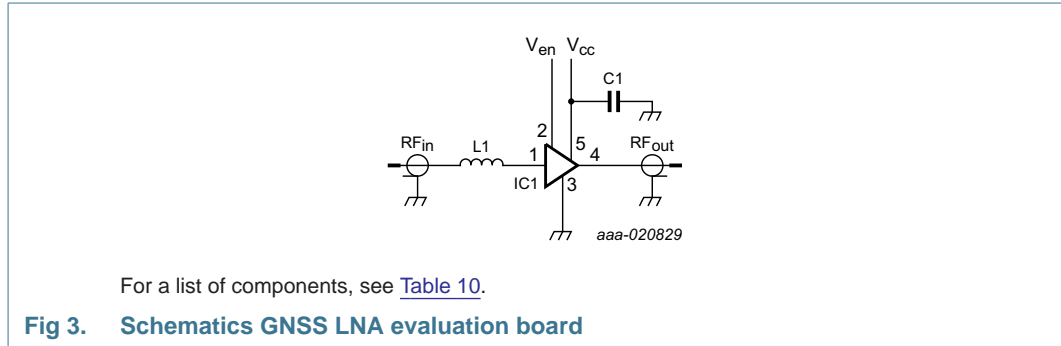 Ven Vcc
C1
RFin L1 2 5 RFout
1 4
IC1 3
aaa-020829
For a list of components, see Table 10.
Fig 3. Schematics GNSS LNA evaluation board